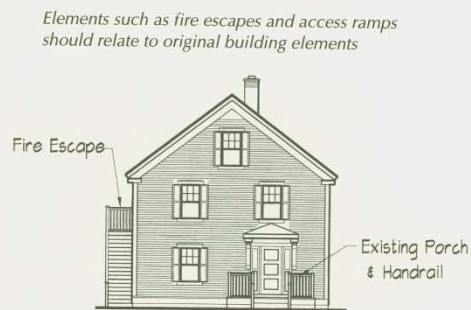 Elements such as fire escapes and access ramps
should relate to original building elements
Fire Escape
Existing Porch
& Handrail